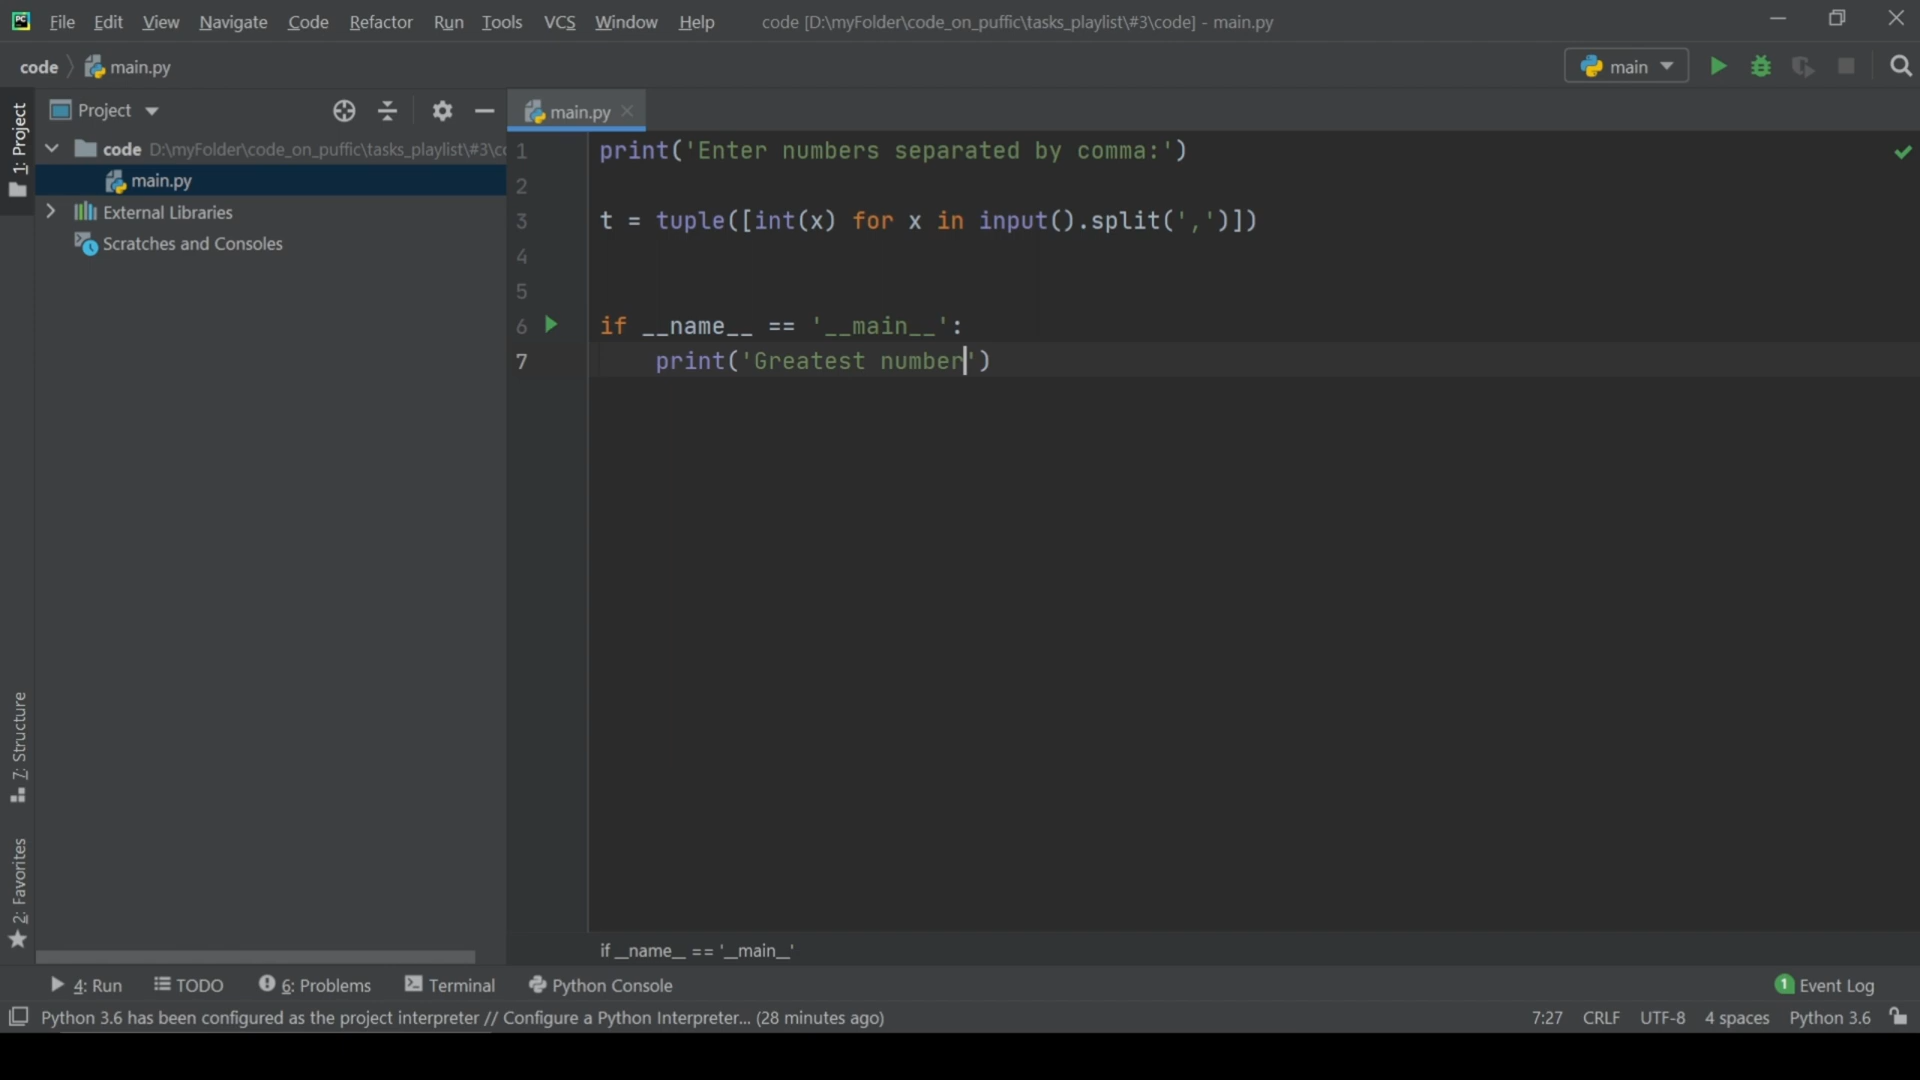 PC File Edit View Navigate Code Refactor Run Tools VCS Window Help code [D:\myFolder\code_on_puffic\tasks_playlist\#3\code] - main.py
code main.py main
1: Project
Project
main.py
code D:\myFolder\code_on_puffic\tasks_playlist\#3\cc
main.py
External Libraries
Scratches and Consoles
1 print('Enter numbers separated by comma:')
2
3 t = tuple([int(x) for x in input().split(',')])
4
5
6 if __name__ == '__main__':
7     print('Greatest number')
7: Structure
2: Favorites
if __name__ == '__main__'
4: Run TODO 6: Problems Terminal Python Console 1 Event Log
Python 3.6 has been configured as the project interpreter // Configure a Python Interpreter... (28 minutes ago) 7:27 CRLF UTF-8 4 spaces Python 3.6